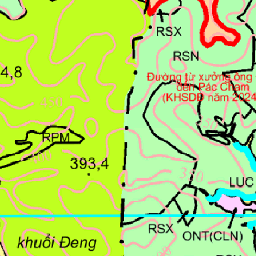 RSX
RSN
4,8
Đường từ xưởng ông
đến Pác Cham
(KHSDĐ năm 2024
RPM
393,4
LUC
RSX
ONT(CLN)
khuổi Đeng